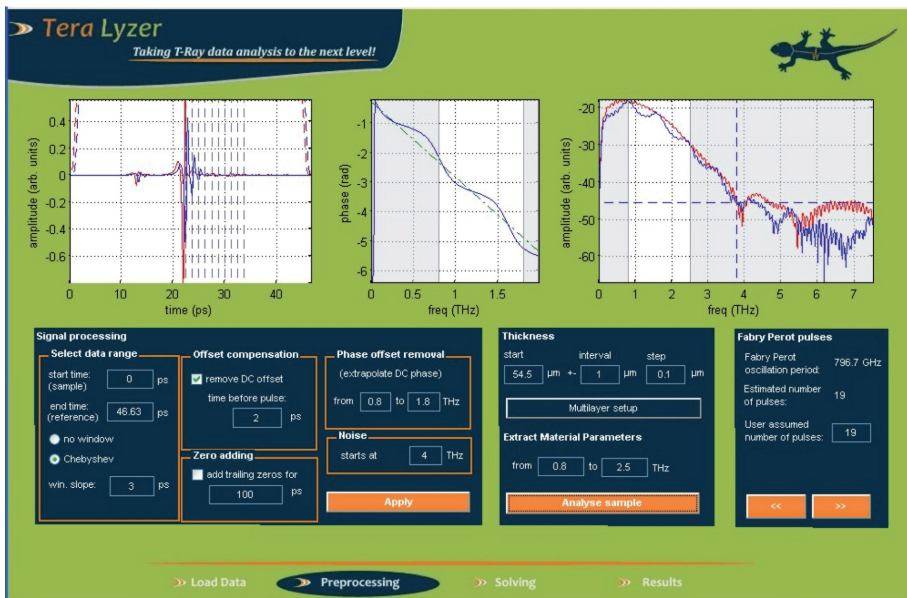 Tera Lyzer
Taking T-Ray data analysis to the next level!
amplitude (arb. units)
0.4
0.2
0
-0.2
-0.4
-0.6
0 10 20 30 40
time (ps)
phase (rad)
-1
-2
-3
-4
-5
-6
0 0.5 1 1.5
freq (THz)
amplitude (arb. units)
-20
-30
-40
-50
-60
0 1 2 3 4 5 6 7
freq (THz)
Signal processing
Select data range
start time: 0 ps
(sample)
end time: 46.63 ps
(reference)
no window
Chebyshev
win. slope: 3 ps
Offset compensation
remove DC offset
time before pulse:
2 ps
Zero adding
add trailing zeros for
100 ps
Phase offset removal
(extrapolate DC phase)
from 0.8 to 1.8 THz
Noise
starts at 4 THz
Apply
Thickness
start interval step
54.5 µm +- 1 µm 0.1 µm
Multilayer setup
Extract Material Parameters
from 0.8 to 2.5 THz
Analyse sample
Fabry Perot pulses
Fabry Perot
oscillation period: 796.7 GHz
Estimated number
of pulses: 19
User assumed
number of pulses: 19
<< >>
Load Data Preprocessing Solving Results